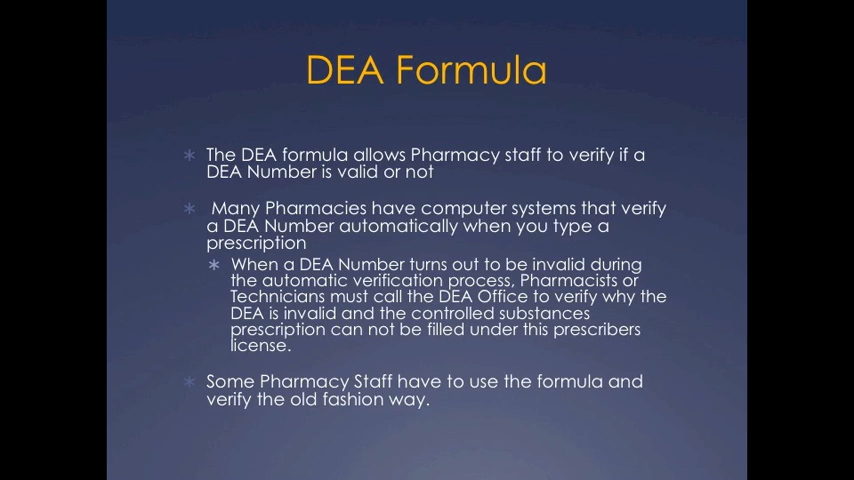 DEA Formula
The DEA formula allows Pharmacy staff to verify if a
DEA Number is valid or not
Many Pharmacies have computer systems that verify
a DEA Number automatically when you type a
prescription
When a DEA Number turns out to be invalid during
the automatic verification process, Pharmacists or
Technicians must call the DEA Office to verify why the
DEA is invalid and the controlled substances
prescription can not be filled under this prescribers
license.
Some Pharmacy Staff have to use the formula and
verify the old fashion way.